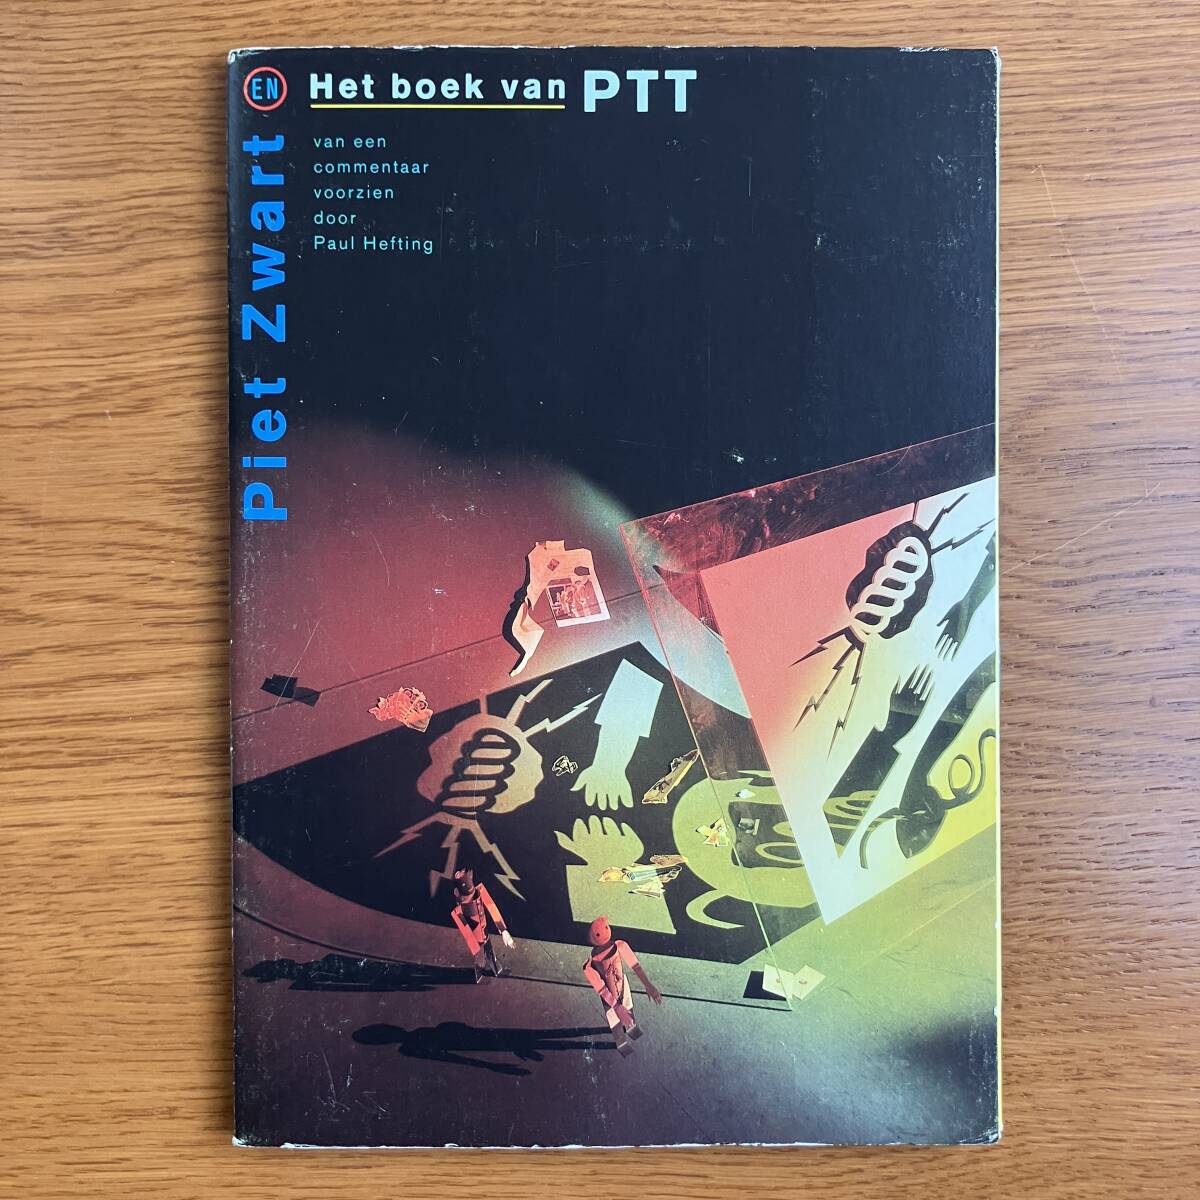 Piet Zwart EN
Het boek van PTT
van een
commentaar
voorzien
door
Paul Hefting